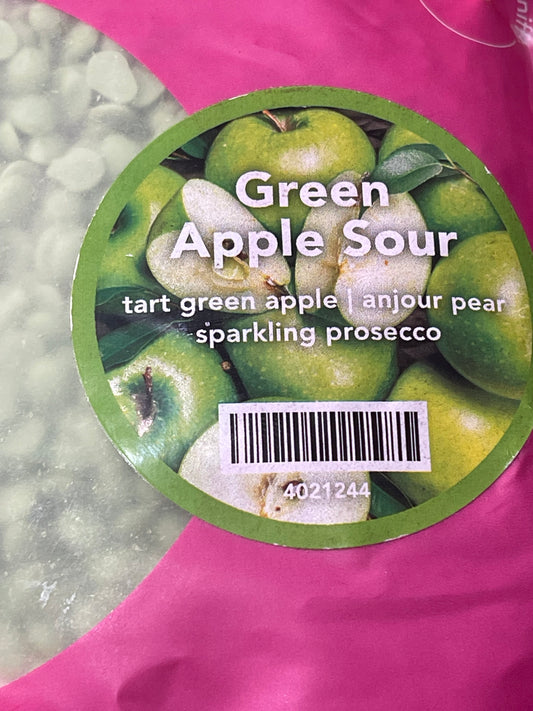 Green
Apple Sour
tart green apple | anjour pear
sparkling prosecco
4021244